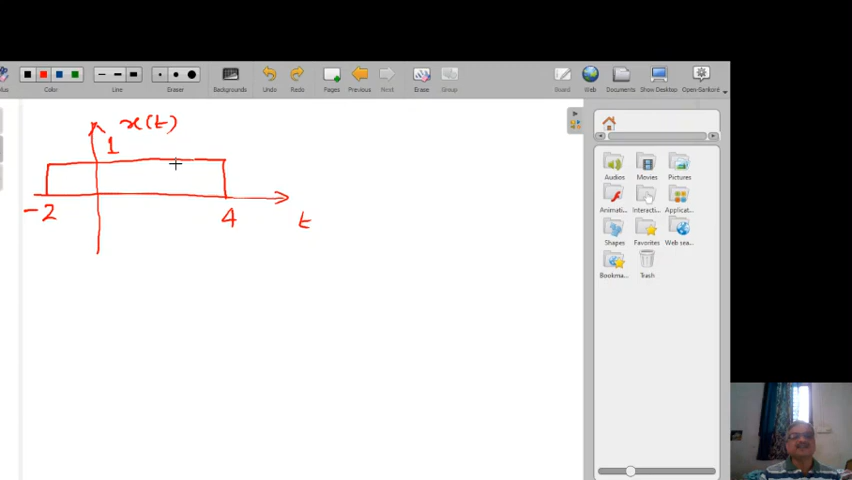 Color
Line
Eraser
Backgrounds
Undo
Redo
Pages
Previous
Next
Erase
Group
Board
Web
Documents
Show Desktop
Open-Sankoré
x(t)
1
-2
4
t
Audios
Movies
Pictures
Animati...
Interacti...
Applicat...
Shapes
Favorites
Web sea...
Bookma...
Trash